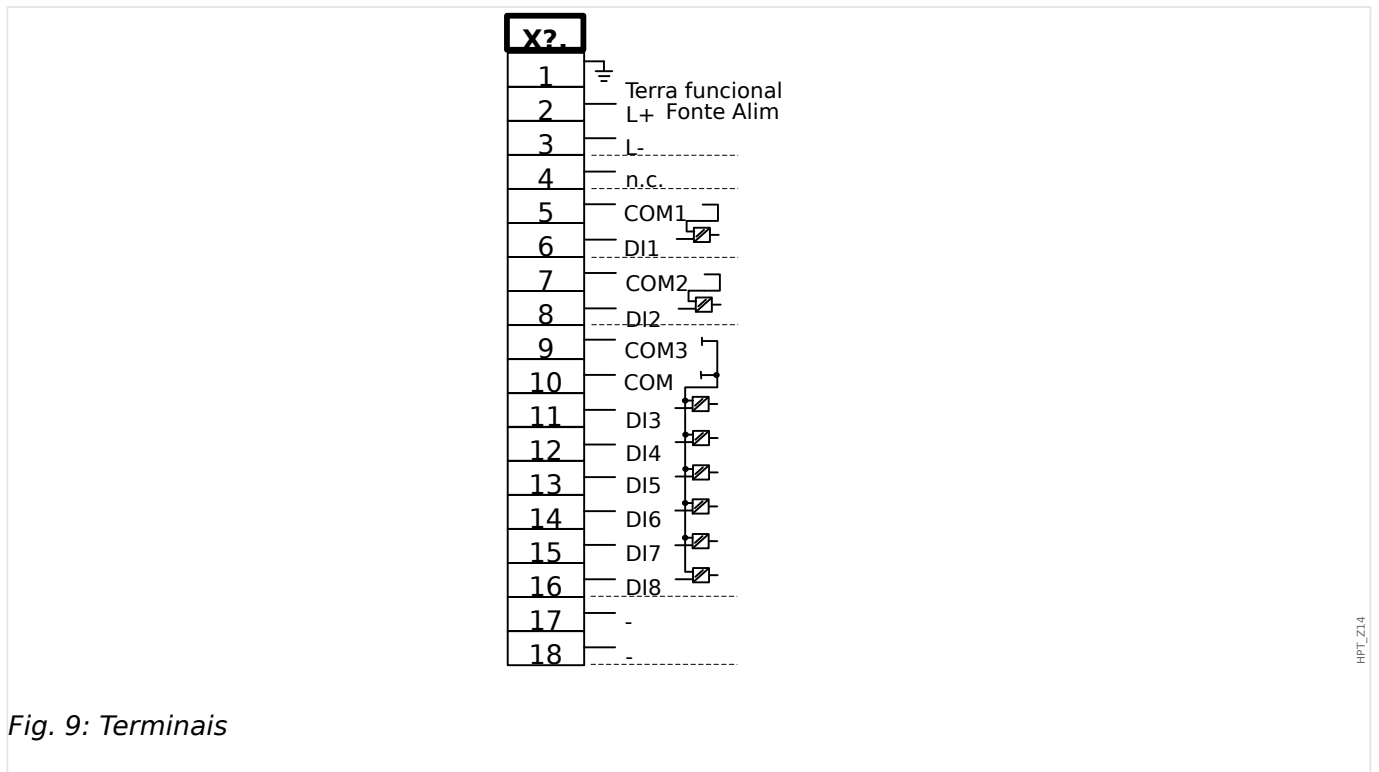 X?.
1
Terra funcional
2 L+ Fonte Alim
3 L-
4 n.c.
5 COM1
6 DI1
7 COM2
8 DI2
9 COM3
10 COM
11 DI3
12 DI4
13 DI5
14 DI6
15 DI7
16 DI8
17 -
18 -
HPT_Z14
Fig. 9: Terminais